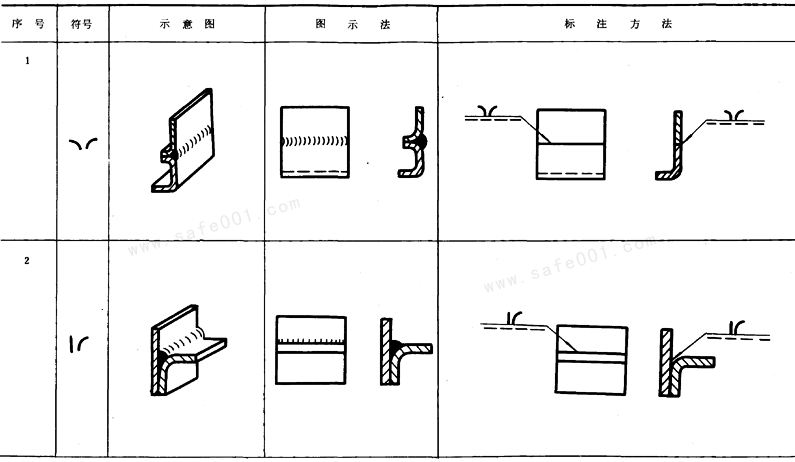 序 号 符号 示 意 图 图 示 法 标 注 方 法
1
www.safe001.com
www.safe001.com
2